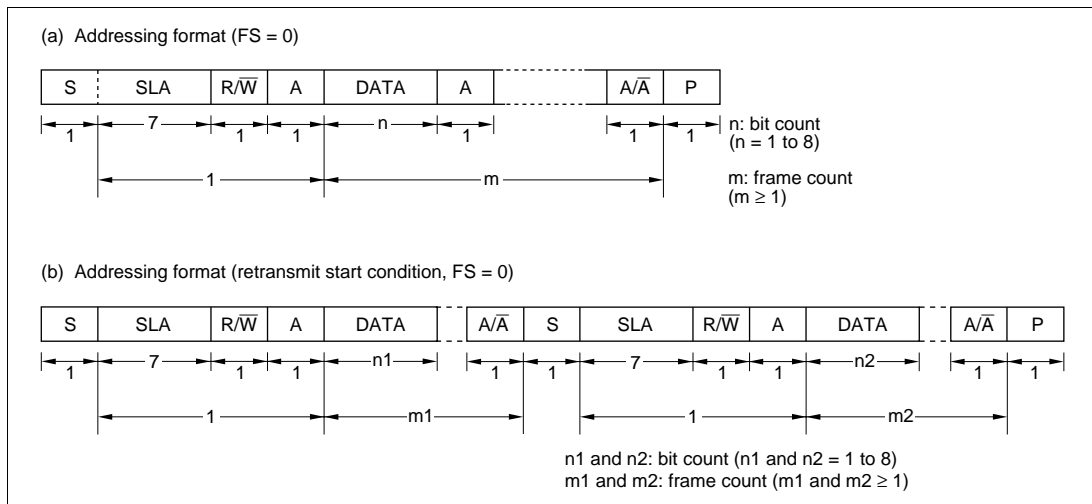 (a) Addressing format (FS = 0)
S SLA R/W̅ A DATA A A/A̅ P
1 7 1 1 n 1 1 1
n: bit count
(n = 1 to 8)
1 m
m: frame count
(m ≥ 1)
(b) Addressing format (retransmit start condition, FS = 0)
S SLA R/W̅ A DATA A/A̅ S SLA R/W̅ A DATA A/A̅ P
1 7 1 1 n1 1 1 7 1 1 n2 1 1
1 m1 1 m2
n1 and n2: bit count (n1 and n2 = 1 to 8)
m1 and m2: frame count (m1 and m2 ≥ 1)